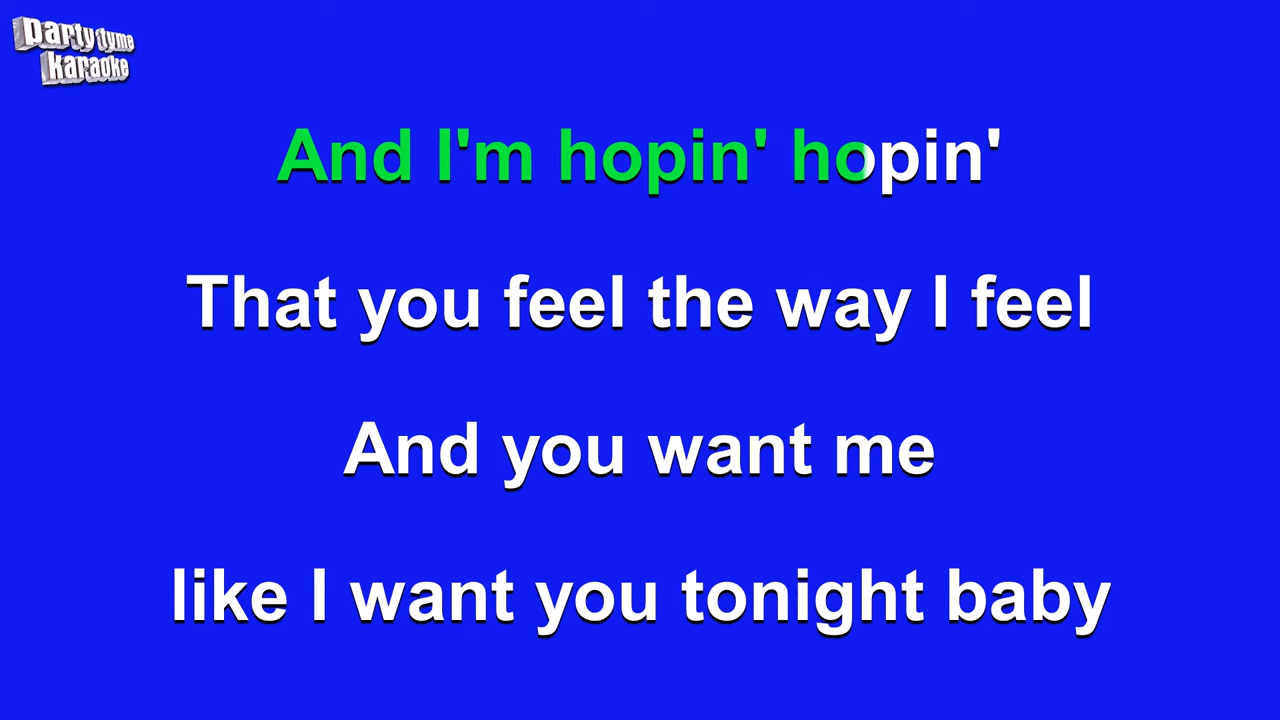 party tyme
karaoke
And I'm hopin' hopin'
That you feel the way I feel
And you want me
like I want you tonight baby